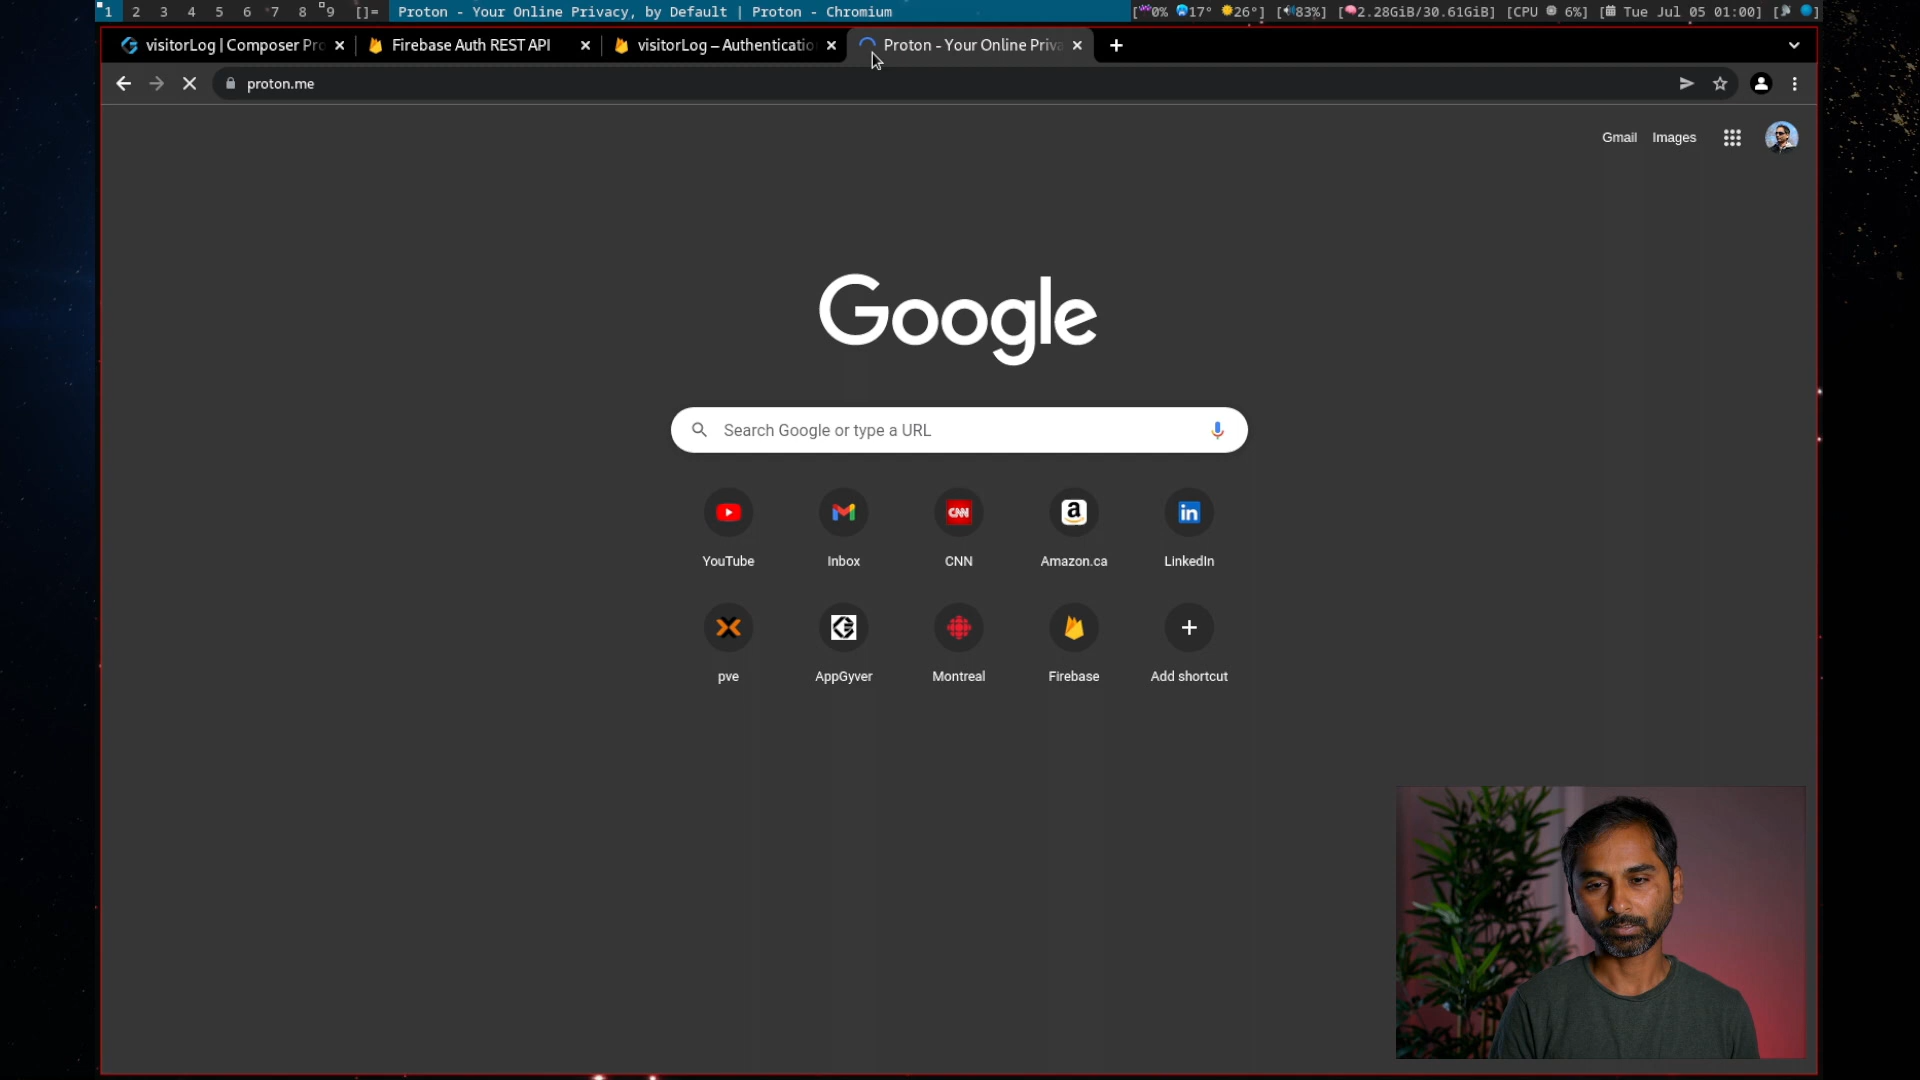 1 2 3 4 5 6 7 8 9 []= Proton - Your Online Privacy, by Default | Proton - Chromium [0% 17° 26°] [83%] [2.28GiB/30.61GiB] [CPU 6%] [Tue Jul 05 01:00] [ ]
visitorLog | Composer Pro Firebase Auth REST API visitorLog – Authenticatio Proton - Your Online Priva
proton.me
Gmail Images
Google
Search Google or type a URL
CNN a in
YouTube Inbox CNN Amazon.ca LinkedIn
pve AppGyver Montreal Firebase Add shortcut